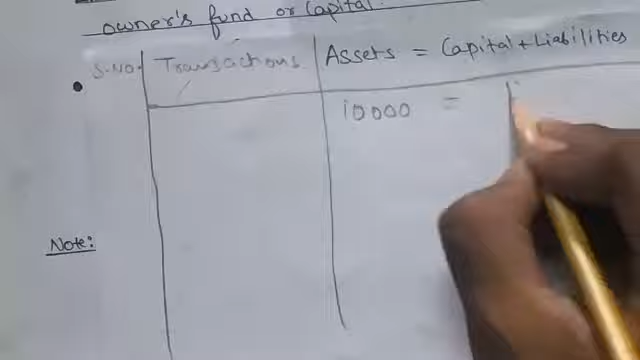 owner's fund or Capital.
S.No. Transactions Assets = Capital + Liabilities
10000 =
Note: